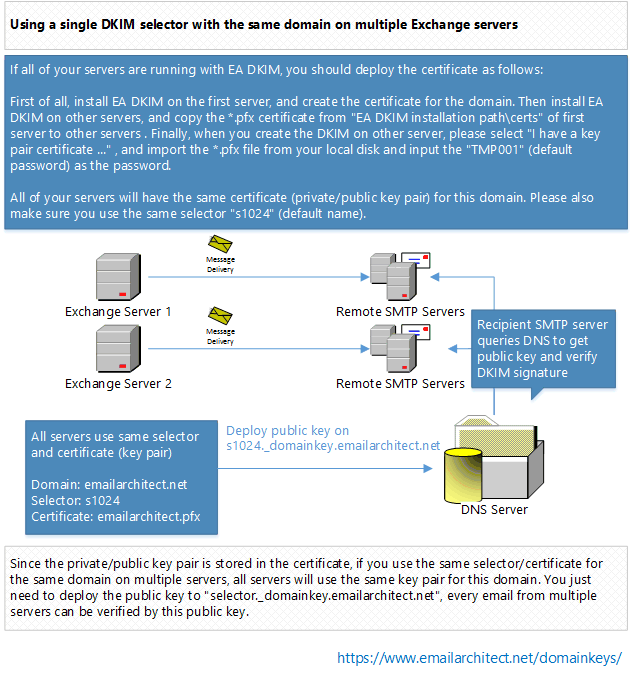 Using a single DKIM selector with the same domain on multiple Exchange servers
If all of your servers are running with EA DKIM, you should deploy the certificate as follows:
First of all, install EA DKIM on the first server, and create the certificate for the domain. Then install EA
DKIM on other servers, and copy the *.pfx certificate from "EA DKIM installation path\certs" of first
server to other servers . Finally, when you create the DKIM on other server, please select "I have a key
pair certificate ..." , and import the *.pfx file from your local disk and input the "TMP001" (default
password) as the password.
All of your servers will have the same certificate (private/public key pair) for this domain. Please also
make sure you use the same selector "s1024" (default name).
Message
Delivery
Exchange Server 1
Remote SMTP Servers
Message
Delivery
Exchange Server 2
Remote SMTP Servers
Recipient SMTP server
queries DNS to get
public key and verify
DKIM signature
All servers use same selector
and certificate (key pair)
Domain: emailarchitect.net
Selector: s1024
Certificate: emailarchitect.pfx
Deploy public key on
s1024._domainkey.emailarchitect.net
DNS Server
Since the private/public key pair is stored in the certificate, if you use the same selector/certificate for
the same domain on multiple servers, all servers will use the same key pair for this domain. You just
need to deploy the public key to "selector._domainkey.emailarchitect.net", every email from multiple
servers can be verified by this public key.
https://www.emailarchitect.net/domainkeys/